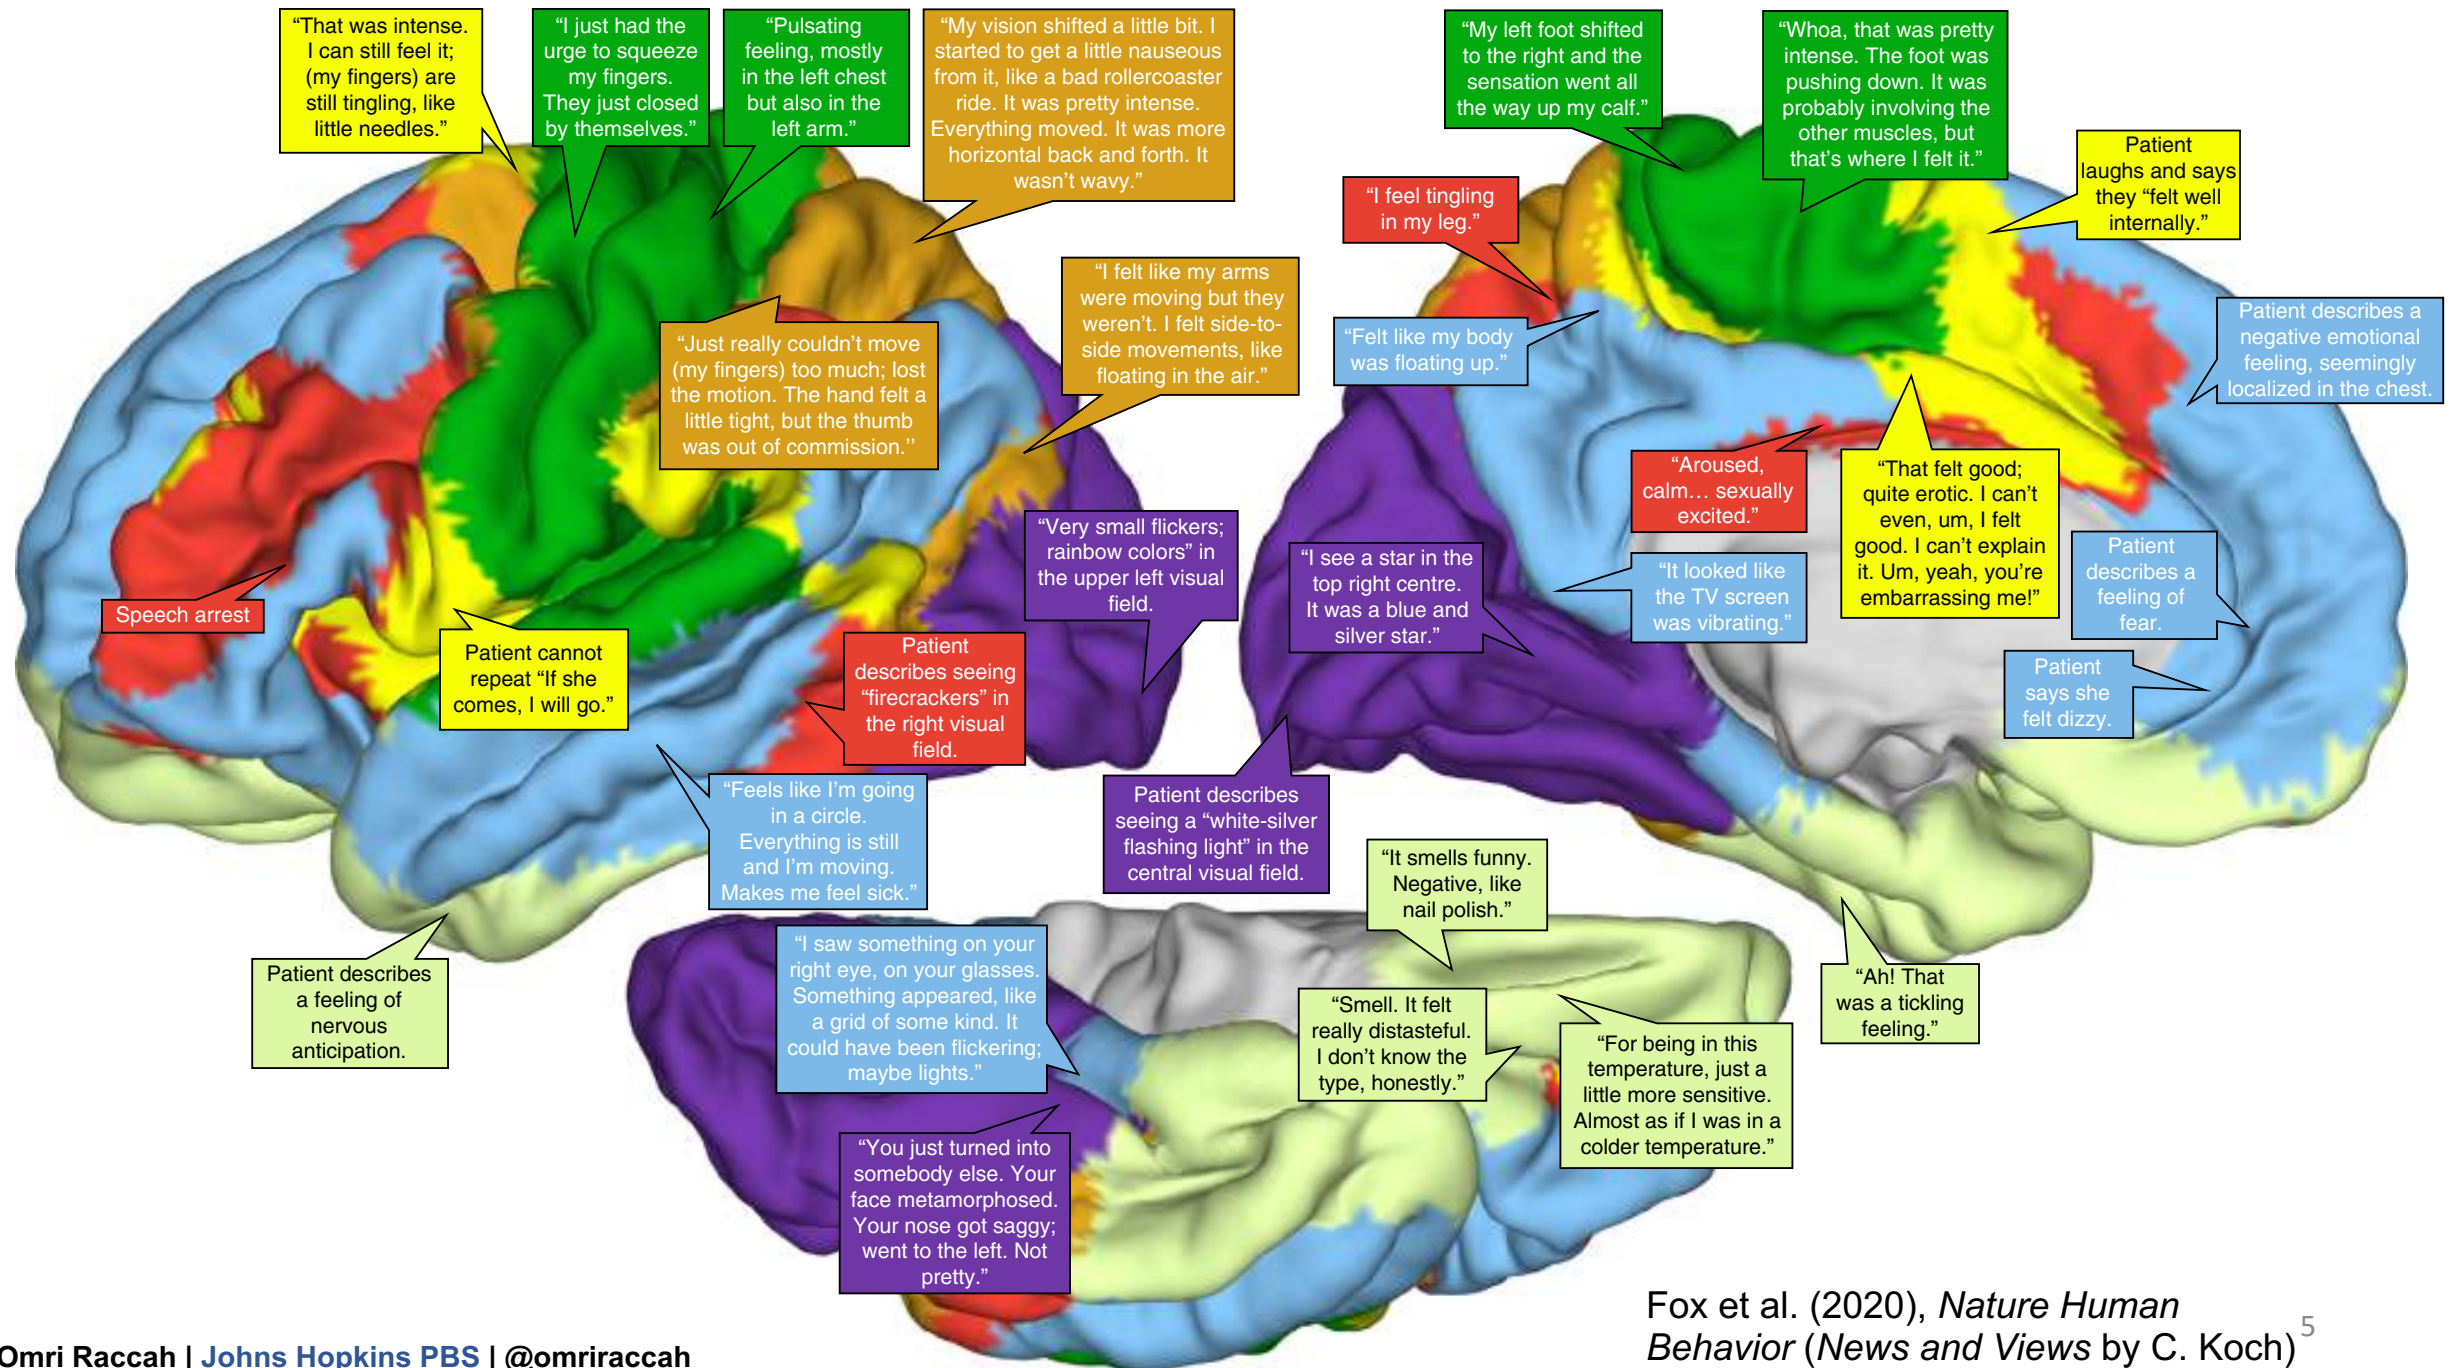 “That was intense.
I can still feel it;
(my fingers) are
still tingling, like
little needles.”
“I just had the
urge to squeeze
my fingers.
They just closed
by themselves.”
“Pulsating
feeling, mostly
in the left chest
but also in the
left arm.”
“My vision shifted a little bit. I
started to get a little nauseous
from it, like a bad rollercoaster
ride. It was pretty intense.
Everything moved. It was more
horizontal back and forth. It
wasn’t wavy.”
“My left foot shifted
to the right and the
sensation went all
the way up my calf.”
“Whoa, that was pretty
intense. The foot was
pushing down. It was
probably involving the
other muscles, but
that’s where I felt it.”
Patient
laughs and says
they “felt well
internally.”
“I feel tingling
in my leg.”
“I felt like my arms
were moving but they
weren’t. I felt side-to-
side movements, like
floating in the air.”
“Felt like my body
was floating up.”
Patient describes a
negative emotional
feeling, seemingly
localized in the chest.
“Just really couldn’t move
(my fingers) too much; lost
the motion. The hand felt a
little tight, but the thumb
was out of commission.’’
“Aroused,
calm… sexually
excited.”
“That felt good;
quite erotic. I can’t
even, um, I felt
good. I can’t explain
it. Um, yeah, you’re
embarrassing me!”
“Very small flickers;
rainbow colors” in
the upper left visual
field.
“I see a star in the
top right centre.
It was a blue and
silver star.”
“It looked like
the TV screen
was vibrating.”
Patient
describes a
feeling of
fear.
Speech arrest
Patient cannot
repeat “If she
comes, I will go.”
Patient
describes seeing
“firecrackers” in
the right visual
field.
Patient
says she
felt dizzy.
“Feels like I’m going
in a circle.
Everything is still
and I’m moving.
Makes me feel sick.”
Patient describes
seeing a “white-silver
flashing light” in the
central visual field.
“It smells funny.
Negative, like
nail polish.”
Patient describes
a feeling of
nervous
anticipation.
“I saw something on your
right eye, on your glasses.
Something appeared, like
a grid of some kind. It
could have been flickering;
maybe lights.”
“Smell. It felt
really distasteful.
I don’t know the
type, honestly.”
“For being in this
temperature, just a
little more sensitive.
Almost as if I was in a
colder temperature.”
“Ah! That
was a tickling
feeling.”
“You just turned into
somebody else. Your
face metamorphosed.
Your nose got saggy;
went to the left. Not
pretty.”
Fox et al. (2020), Nature Human
Behavior (News and Views by C. Koch)
5
Omri Raccah | Johns Hopkins PBS | @omriraccah